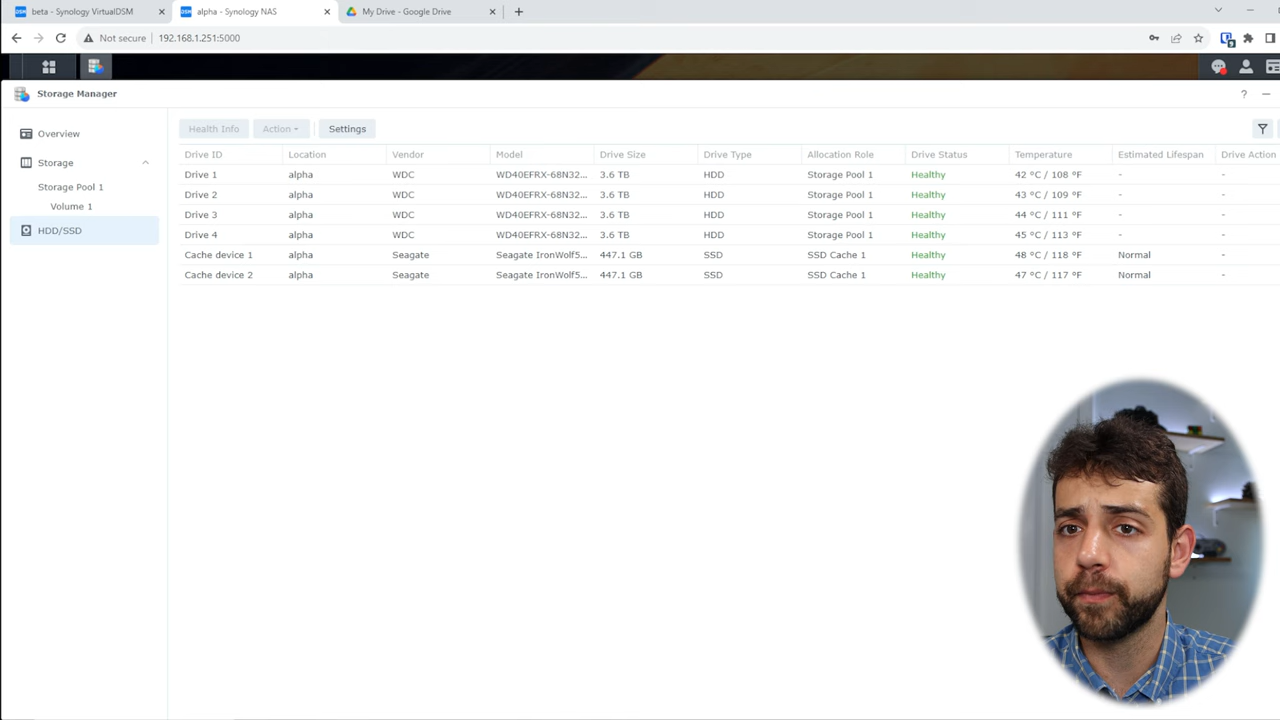 beta - Synology VirtualDSM
alpha - Synology NAS
My Drive - Google Drive
Not secure 192.168.1.251:5000
Storage Manager
Overview
Storage
Storage Pool 1
Volume 1
HDD/SSD
Health Info Action Settings
Drive ID Location Vendor Model Drive Size Drive Type Allocation Role Drive Status Temperature Estimated Lifespan Drive Action
Drive 1 alpha WDC WD40EFRX-68N32... 3.6 TB HDD Storage Pool 1 Healthy 42 °C / 108 °F - -
Drive 2 alpha WDC WD40EFRX-68N32... 3.6 TB HDD Storage Pool 1 Healthy 43 °C / 109 °F - -
Drive 3 alpha WDC WD40EFRX-68N32... 3.6 TB HDD Storage Pool 1 Healthy 44 °C / 111 °F - -
Drive 4 alpha WDC WD40EFRX-68N32... 3.6 TB HDD Storage Pool 1 Healthy 45 °C / 113 °F - -
Cache device 1 alpha Seagate Seagate IronWolf5... 447.1 GB SSD SSD Cache 1 Healthy 48 °C / 118 °F Normal -
Cache device 2 alpha Seagate Seagate IronWolf5... 447.1 GB SSD SSD Cache 1 Healthy 47 °C / 117 °F Normal -